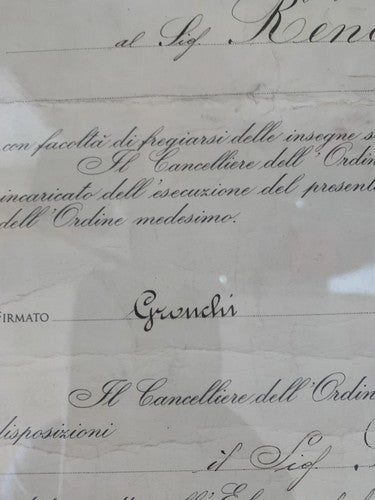 al Sig. Ren
con facoltà di fregiarsi delle insegne s
Il Cancelliere dell'Ordin
incaricato dell'esecuzione del present
dell'Ordine medesimo.
FIRMATO Gronchi
Il Cancelliere dell'Ordin
disposizioni
il Sig.